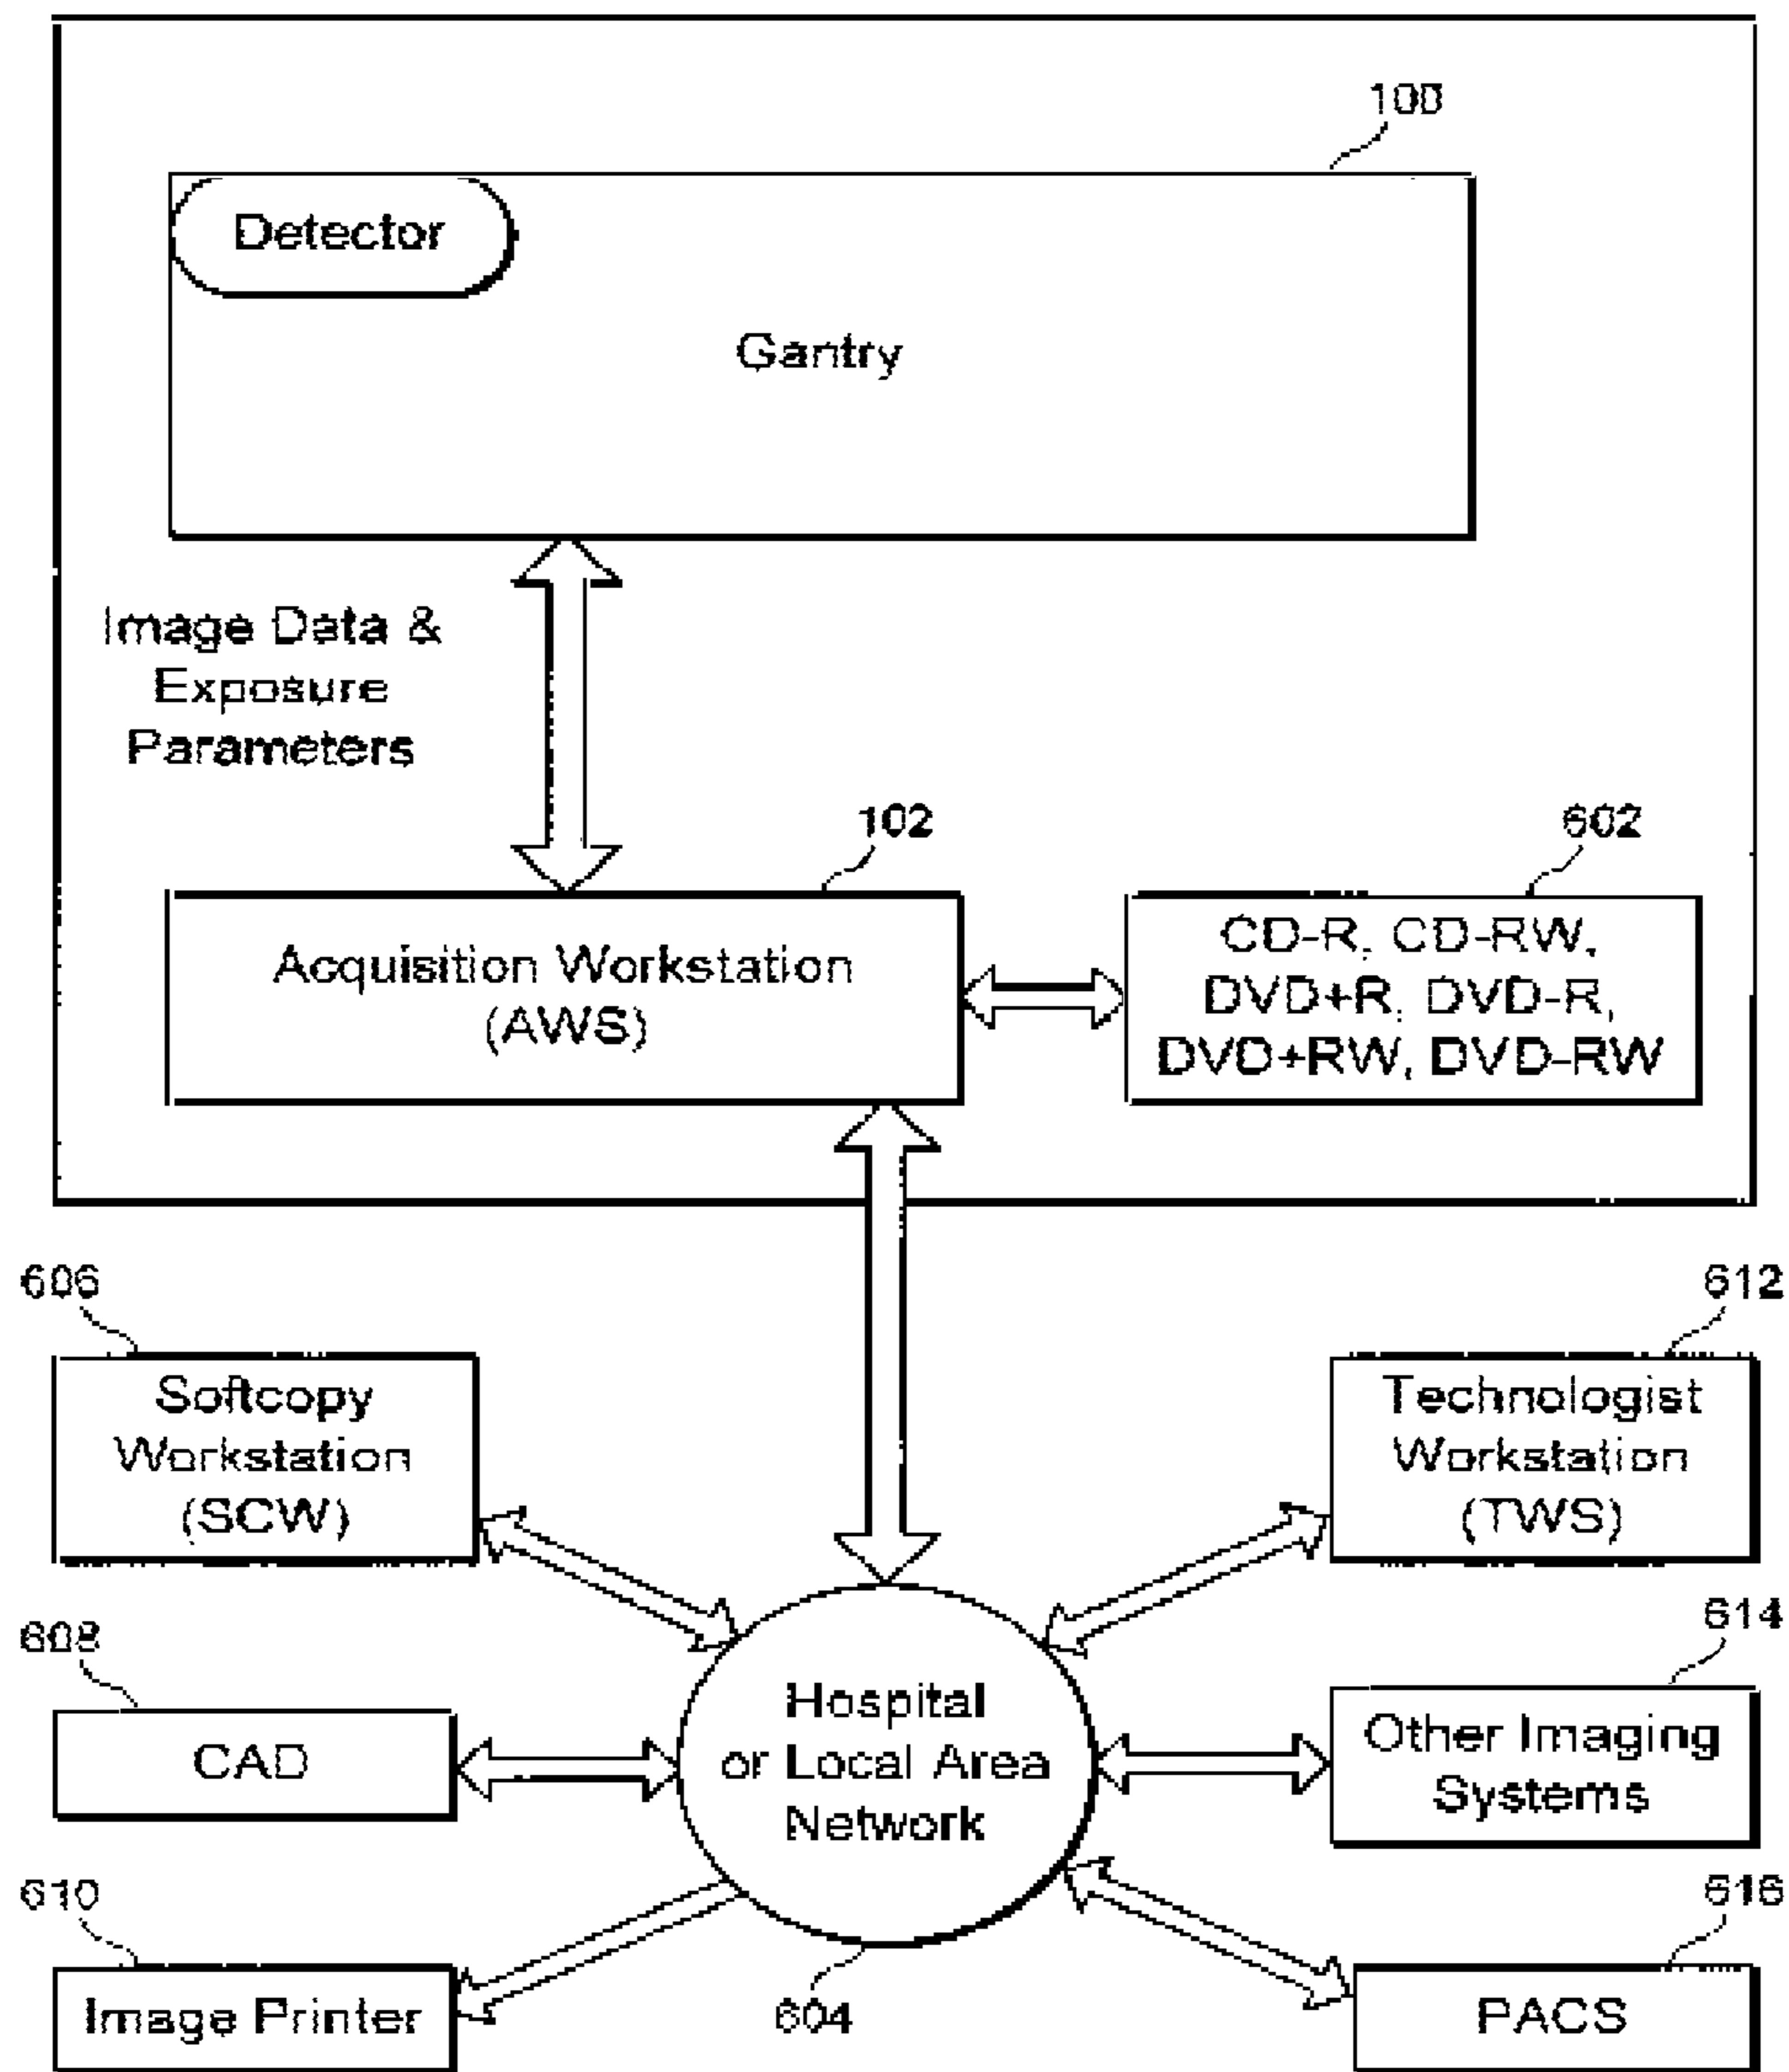 100
Detector
Gantry
Image Data &
Exposure
Parameters
102
602
Acquisition Workstation
(AWS)
CD-R, CD-RW,
DVD+R, DVD-R,
DVD+RW, DVD-RW
606
612
Softcopy
Workstation
(SCW)
Technologist
Workstation
(TWS)
608
614
Hospital
or Local Area
Network
CAD
Other Imaging
Systems
610
616
Image Printer
604
PACS